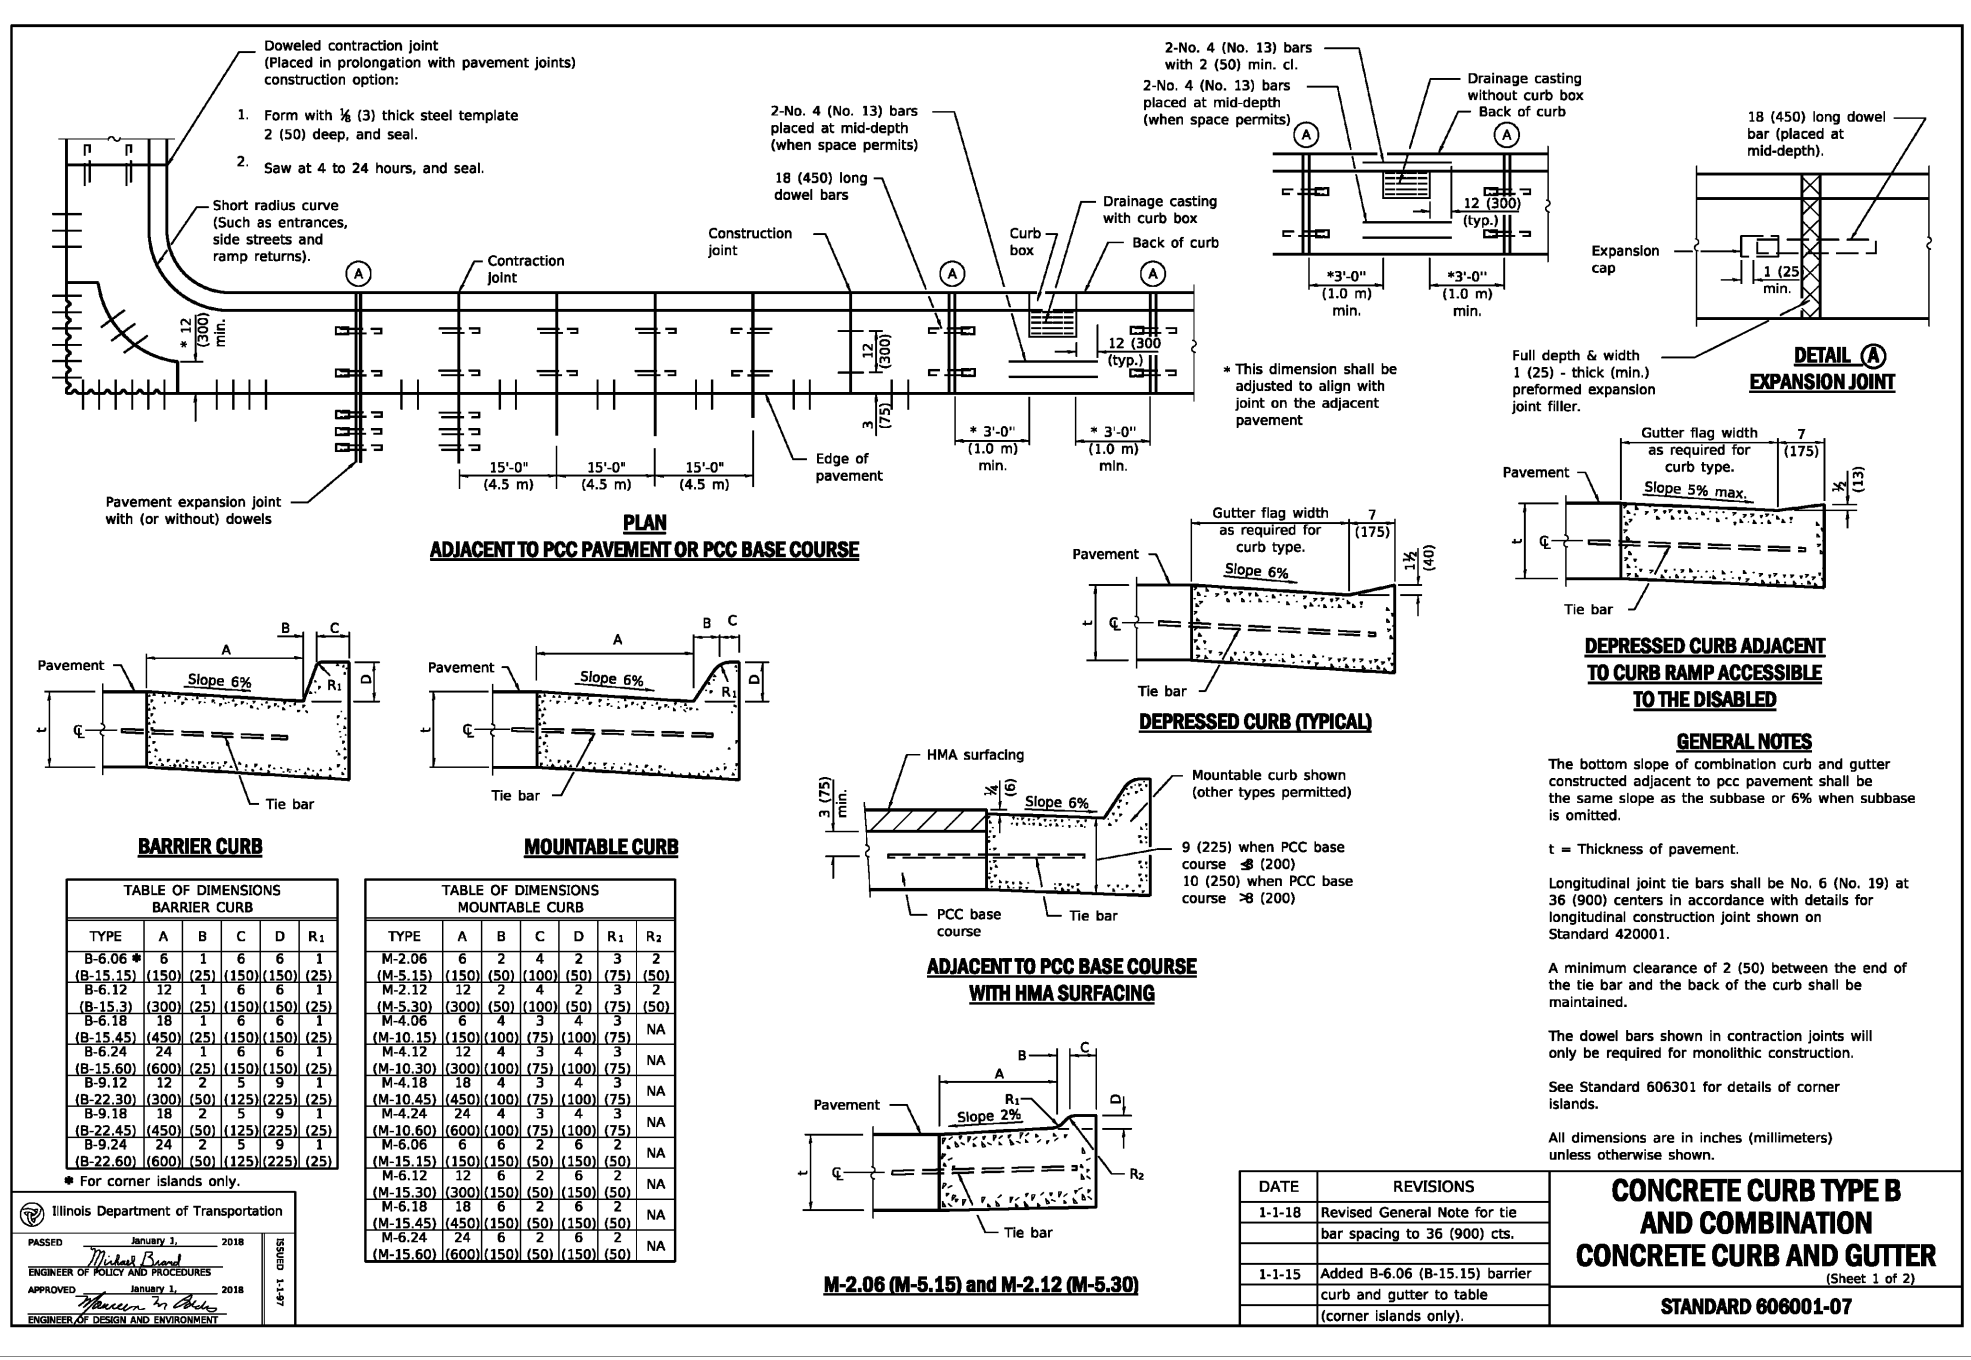 Doweled contraction joint
(Placed in prolongation with pavement joints)
construction option:
1. Form with ⅛ (3) thick steel template
2 (50) deep, and seal.
2. Saw at 4 to 24 hours, and seal.
Short radius curve
(Such as entrances,
side streets and
ramp returns).
* 12
(300)
min.
A
Contraction
joint
Construction
joint
18 (450) long
dowel bars
2-No. 4 (No. 13) bars
placed at mid-depth
(when space permits)
A
Curb
box
Drainage casting
with curb box
Back of curb
A
12
(300)
3
(75)
12 (300
(typ.)
* 3'-0"
(1.0 m)
min.
* 3'-0"
(1.0 m)
min.
15'-0"
(4.5 m)
15'-0"
(4.5 m)
15'-0"
(4.5 m)
Edge of
pavement
Pavement expansion joint
with (or without) dowels
PLAN
ADJACENT TO PCC PAVEMENT OR PCC BASE COURSE
2-No. 4 (No. 13) bars
with 2 (50) min. cl.
2-No. 4 (No. 13) bars
placed at mid-depth
(when space permits)
A
Drainage casting
without curb box
Back of curb
A
12 (300)
(typ.)
*3'-0"
(1.0 m)
min.
*3'-0"
(1.0 m)
min.
* This dimension shall be
adjusted to align with
joint on the adjacent
pavement
18 (450) long dowel
bar (placed at
mid-depth).
Expansion
cap
1 (25
min.
Full depth & width
1 (25) - thick (min.)
preformed expansion
joint filler.
DETAIL A
EXPANSION JOINT
Gutter flag width
as required for
curb type.
7
(175)
Pavement
Slope 5% max.
½
(13)
t
℄
Tie bar
DEPRESSED CURB ADJACENT
TO CURB RAMP ACCESSIBLE
TO THE DISABLED
Gutter flag width
as required for
curb type.
7
(175)
Pavement
Slope 6%
1½
(40)
t
℄
Tie bar
DEPRESSED CURB (TYPICAL)
Pavement
A
B
C
Slope 6%
R₁
D
t
℄
Tie bar
BARRIER CURB
Pavement
A
B
C
Slope 6%
R₁
D
t
℄
Tie bar
MOUNTABLE CURB
HMA surfacing
3 (75)
min.
¼
(6)
Slope 6%
Mountable curb shown
(other types permitted)
9 (225) when PCC base
course ≤8 (200)
10 (250) when PCC base
course >8 (200)
PCC base
course
Tie bar
ADJACENT TO PCC BASE COURSE
WITH HMA SURFACING
TABLE OF DIMENSIONS
BARRIER CURB
TYPE A B C D R₁
B-6.06 * 6 1 6 6 1
(B-15.15) (150) (25) (150) (150) (25)
B-6.12 12 1 6 6 1
(B-15.3) (300) (25) (150) (150) (25)
B-6.18 18 1 6 6 1
(B-15.45) (450) (25) (150) (150) (25)
B-6.24 24 1 6 6 1
(B-15.60) (600) (25) (150) (150) (25)
B-9.12 12 2 5 9 1
(B-22.30) (300) (50) (125) (225) (25)
B-9.18 18 2 5 9 1
(B-22.45) (450) (50) (125) (225) (25)
B-9.24 24 2 5 9 1
(B-22.60) (600) (50) (125) (225) (25)
* For corner islands only.
TABLE OF DIMENSIONS
MOUNTABLE CURB
TYPE A B C D R₁ R₂
M-2.06 6 2 4 2 3 2
(M-5.15) (150) (50) (100) (50) (75) (50)
M-2.12 12 2 4 2 3 2
(M-5.30) (300) (50) (100) (50) (75) (50)
M-4.06 6 4 3 4 3 NA
(M-10.15) (150) (100) (75) (100) (75)
M-4.12 12 4 3 4 3 NA
(M-10.30) (300) (100) (75) (100) (75)
M-4.18 18 4 3 4 3 NA
(M-10.45) (450) (100) (75) (100) (75)
M-4.24 24 4 3 4 3 NA
(M-10.60) (600) (100) (75) (100) (75)
M-6.06 6 6 2 6 2 NA
(M-15.15) (150) (150) (50) (150) (50)
M-6.12 12 6 2 6 2 NA
(M-15.30) (300) (150) (50) (150) (50)
M-6.18 18 6 2 6 2 NA
(M-15.45) (450) (150) (50) (150) (50)
M-6.24 24 6 2 6 2 NA
(M-15.60) (600) (150) (50) (150) (50)
Pavement
A
B
C
R₁
D
Slope 2%
t
℄
R₂
Tie bar
M-2.06 (M-5.15) and M-2.12 (M-5.30)
GENERAL NOTES
The bottom slope of combination curb and gutter
constructed adjacent to pcc pavement shall be
the same slope as the subbase or 6% when subbase
is omitted.
t = Thickness of pavement.
Longitudinal joint tie bars shall be No. 6 (No. 19) at
36 (900) centers in accordance with details for
longitudinal construction joint shown on
Standard 420001.
A minimum clearance of 2 (50) between the end of
the tie bar and the back of the curb shall be
maintained.
The dowel bars shown in contraction joints will
only be required for monolithic construction.
See Standard 606301 for details of corner
islands.
All dimensions are in inches (millimeters)
unless otherwise shown.
Illinois Department of Transportation
PASSED January 1, 2018
Michael Brand
ENGINEER OF POLICY AND PROCEDURES
APPROVED January 1, 2018
Maureen M
ENGINEER OF DESIGN AND ENVIRONMENT
ISSUED 1-1-97
DATE REVISIONS
1-1-18 Revised General Note for tie
bar spacing to 36 (900) cts.
1-1-15 Added B-6.06 (B-15.15) barrier
curb and gutter to table
(corner islands only).
CONCRETE CURB TYPE B
AND COMBINATION
CONCRETE CURB AND GUTTER
(Sheet 1 of 2)
STANDARD 606001-07